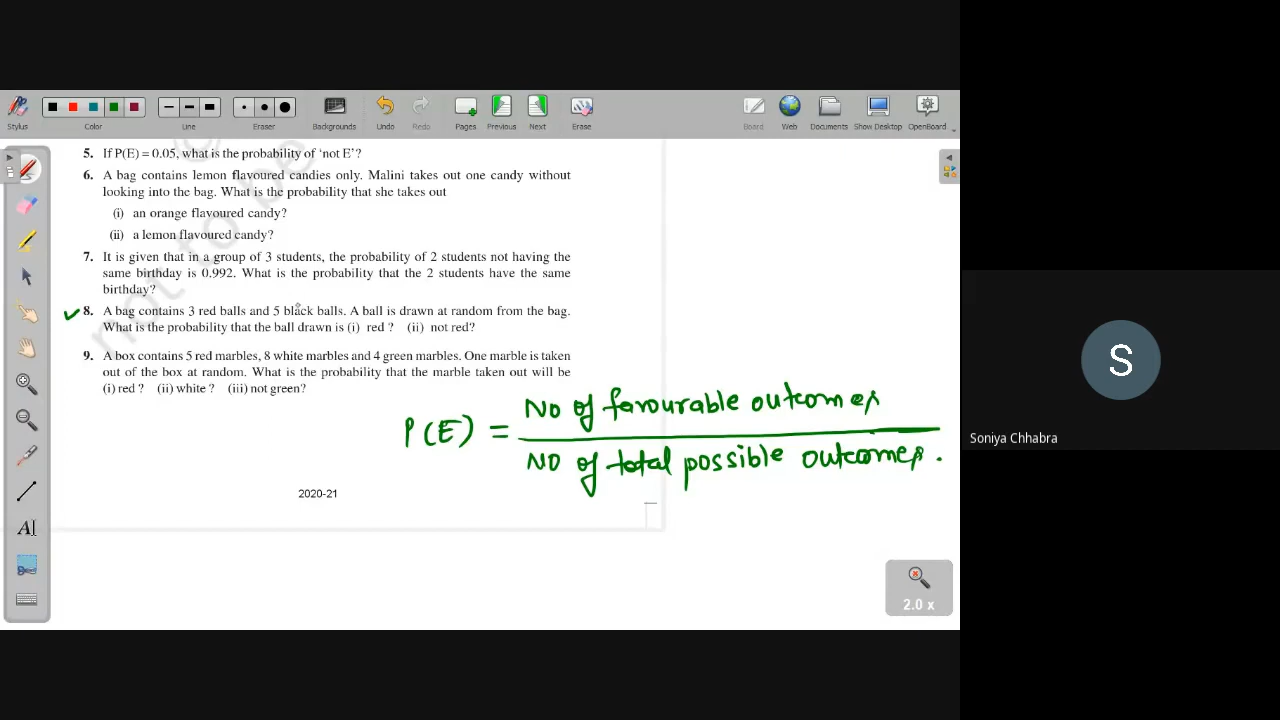 Stylus
Color
Line
Eraser
Backgrounds
Undo
Redo
Pages
Previous
Next
Erase
Board
Web
Documents
Show Desktop
OpenBoard
5. If P(E) = 0.05, what is the probability of ‘not E’?
6. A bag contains lemon flavoured candies only. Malini takes out one candy without
looking into the bag. What is the probability that she takes out
(i) an orange flavoured candy?
(ii) a lemon flavoured candy?
7. It is given that in a group of 3 students, the probability of 2 students not having the
same birthday is 0.992. What is the probability that the 2 students have the same
birthday?
✓ 8. A bag contains 3 red balls and 5 black balls. A ball is drawn at random from the bag.
What is the probability that the ball drawn is (i) red ? (ii) not red?
9. A box contains 5 red marbles, 8 white marbles and 4 green marbles. One marble is taken
out of the box at random. What is the probability that the marble taken out will be
(i) red ? (ii) white ? (iii) not green?
No of favourable outcomes
P(E) =
NO of total possible outcomes.
2020-21
not to be
A
2.0 x
S
Soniya Chhabra